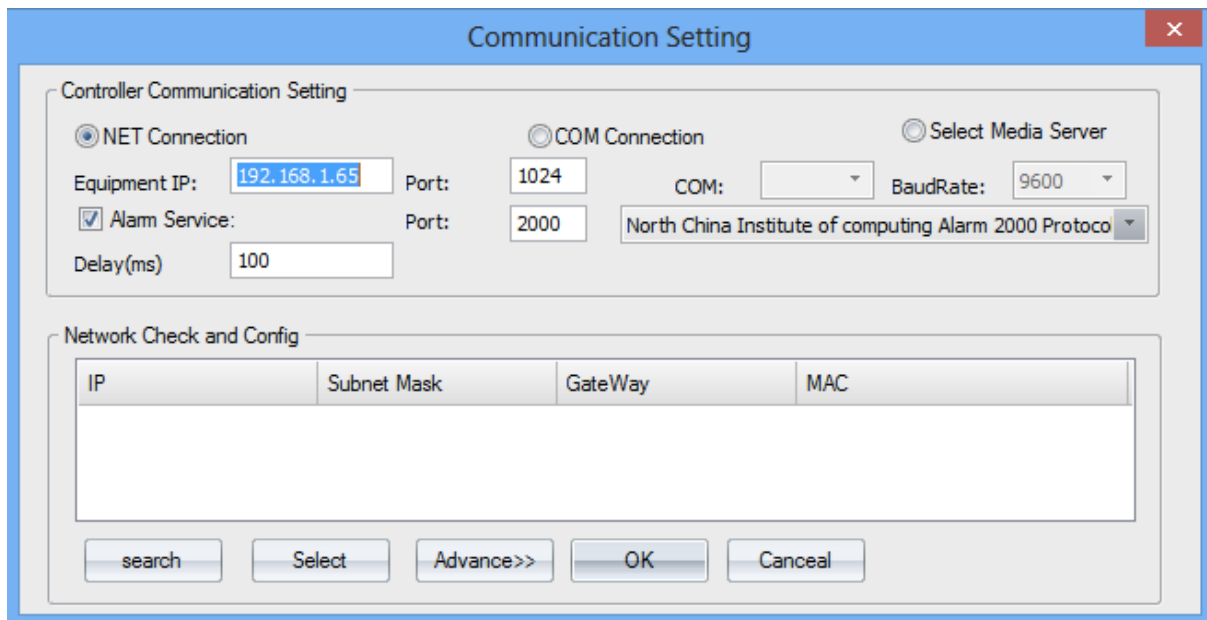 Communication Setting
Controller Communication Setting
NET Connection COM Connection Select Media Server
Equipment IP: 192.168.1.65 Port: 1024 COM: BaudRate: 9600
Alarm Service: Port: 2000 North China Institute of computing Alarm 2000 Protoco
Delay(ms) 100
Network Check and Config
IP Subnet Mask GateWay MAC
search Select Advance>> OK Canceal